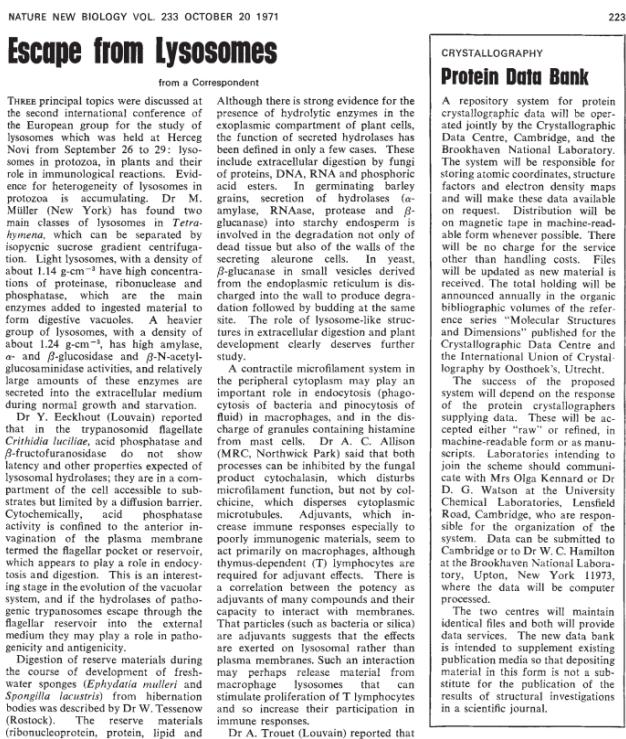 NATURE NEW BIOLOGY VOL. 233 OCTOBER 20 1971
223
Escape from Lysosomes
from a Correspondent
THREE principal topics were discussed at
the second international conference of
the European group for the study of
lysosomes which was held at Herceg
Novi from September 26 to 29: lyso-
somes in protozoa, in plants and their
role in immunological reactions. Evid-
ence for heterogeneity of lysosomes in
protozoa is accumulating. Dr M.
Müller (New York) has found two
main classes of lysosomes in Tetra-
hymena, which can be separated by
isopycnic sucrose gradient centrifuga-
tion. Light lysosomes, with a density of
about 1.14 g-cm⁻³ have high concentra-
tions of proteinase, ribonuclease and
phosphatase, which are the main
enzymes added to ingested material to
form digestive vacuoles. A heavier
group of lysosomes, with a density of
about 1.24 g-cm⁻³, has high amylase,
α- and β-glucosidase and β-N-acetyl-
glucosaminidase activities, and relatively
large amounts of these enzymes are
secreted into the extracellular medium
during normal growth and starvation.
Dr Y. Eeckhout (Louvain) reported
that in the trypanosomid flagellate
Crithidia luciliae, acid phosphatase and
β-fructofuranosidase do not show
latency and other properties expected of
lysosomal hydrolases; they are in a com-
partment of the cell accessible to sub-
strates but limited by a diffusion barrier.
Cytochemically, acid phosphatase
activity is confined to the anterior in-
vagination of the plasma membrane
termed the flagellar pocket or reservoir,
which appears to play a role in endocy-
tosis and digestion. This is an interest-
ing stage in the evolution of the vacuolar
system, and if the hydrolases of patho-
genic trypanosomes escape through the
flagellar reservoir into the external
medium they may play a role in patho-
genicity and antigenicity.
Digestion of reserve materials during
the course of development of fresh-
water sponges (Ephydatia mulleri and
Spongilla lacustris) from hibernation
bodies was described by Dr W. Tessenow
(Rostock). The reserve materials
(ribonucleoprotein, protein, lipid and
Although there is strong evidence for the
presence of hydrolytic enzymes in the
exoplasmic compartment of plant cells,
the function of secreted hydrolases has
been defined in only a few cases. These
include extracellular digestion by fungi
of proteins, DNA, RNA and phosphoric
acid esters. In germinating barley
grains, secretion of hydrolases (α-
amylase, RNAase, protease and β-
glucanase) into starchy endosperm is
involved in the degradation not only of
dead tissue but also of the walls of the
secreting aleurone cells. In yeast,
β-glucanase in small vesicles derived
from the endoplasmic reticulum is dis-
charged into the wall to produce degra-
dation followed by budding at the same
site. The role of lysosome-like struc-
tures in extracellular digestion and plant
development clearly deserves further
study.
A contractile microfilament system in
the peripheral cytoplasm may play an
important role in endocytosis (phago-
cytosis of bacteria and pinocytosis of
fluid) in macrophages, and in the dis-
charge of granules containing histamine
from mast cells. Dr A. C. Allison
(MRC, Northwick Park) said that both
processes can be inhibited by the fungal
product cytochalasin, which disturbs
microfilament function, but not by col-
chicine, which disperses cytoplasmic
microtubules. Adjuvants, which in-
crease immune responses especially to
poorly immunogenic materials, seem to
act primarily on macrophages, although
thymus-dependent (T) lymphocytes are
required for adjuvant effects. There is
a correlation between the potency as
adjuvants of many compounds and their
capacity to interact with membranes.
That particles (such as bacteria or silica)
are adjuvants suggests that the effects
are exerted on lysosomal rather than
plasma membranes. Such an interaction
may perhaps release material from
macrophage lysosomes that can
stimulate proliferation of T lymphocytes
and so increase their participation in
immune responses.
Dr A. Trouet (Louvain) reported that
CRYSTALLOGRAPHY
Protein Data Bank
A repository system for protein
crystallographic data will be oper-
ated jointly by the Crystallographic
Data Centre, Cambridge, and the
Brookhaven National Laboratory.
The system will be responsible for
storing atomic coordinates, structure
factors and electron density maps
and will make these data available
on request. Distribution will be
on magnetic tape in machine-read-
able form whenever possible. There
will be no charge for the service
other than handling costs. Files
will be updated as new material is
received. The total holding will be
announced annually in the organic
bibliographic volumes of the refer-
ence series "Molecular Structures
and Dimensions" published for the
Crystallographic Data Centre and
the International Union of Crystal-
lography by Oosthoek's, Utrecht.
The success of the proposed
system will depend on the response
of the protein crystallographers
supplying data. These will be ac-
cepted either "raw" or refined, in
machine-readable form or as manu-
scripts. Laboratories intending to
join the scheme should communi-
cate with Mrs Olga Kennard or Dr
D. G. Watson at the University
Chemical Laboratories, Lensfield
Road, Cambridge, who are respon-
sible for the organization of the
system. Data can be submitted to
Cambridge or to Dr W. C. Hamilton
at the Brookhaven National Labora-
tory, Upton, New York 11973,
where the data will be computer
processed.
The two centres will maintain
identical files and both will provide
data services. The new data bank
is intended to supplement existing
publication media so that depositing
material in this form is not a sub-
stitute for the publication of the
results of structural investigations
in a scientific journal.